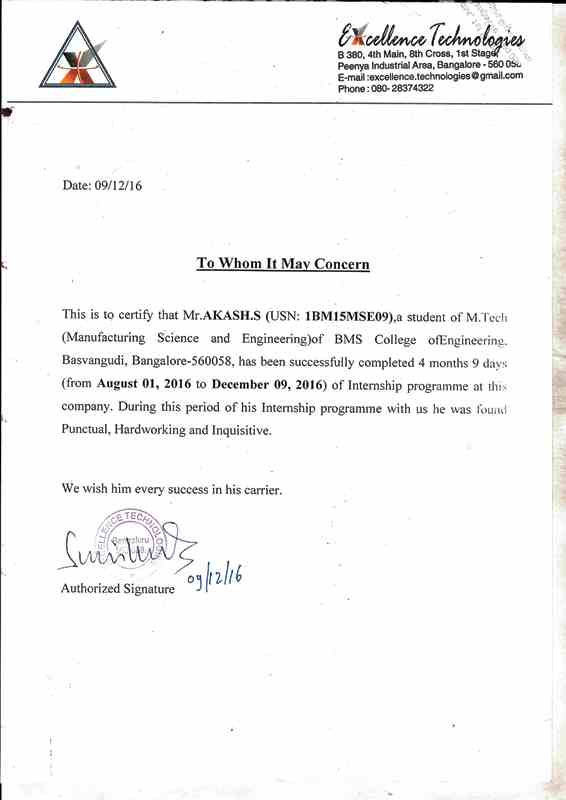 Excellence Technologies
B 380, 4th Main, 8th Cross, 1st Stage,
Peenya Industrial Area, Bangalore - 560 058
E-mail :excellence.technologies@gmail.com
Phone : 080- 28374322
Date: 09/12/16
To Whom It May Concern
This is to certify that Mr.AKASH.S (USN: 1BM15MSE09),a student of M.Tech
(Manufacturing Science and Engineering)of BMS College ofEngineering.
Basvangudi, Bangalore-560058, has been successfully completed 4 months 9 days
(from August 01, 2016 to December 09, 2016) of Internship programme at this
company. During this period of his Internship programme with us he was found
Punctual, Hardworking and Inquisitive.
We wish him every success in his carrier.
Authorized Signature
09/12/16